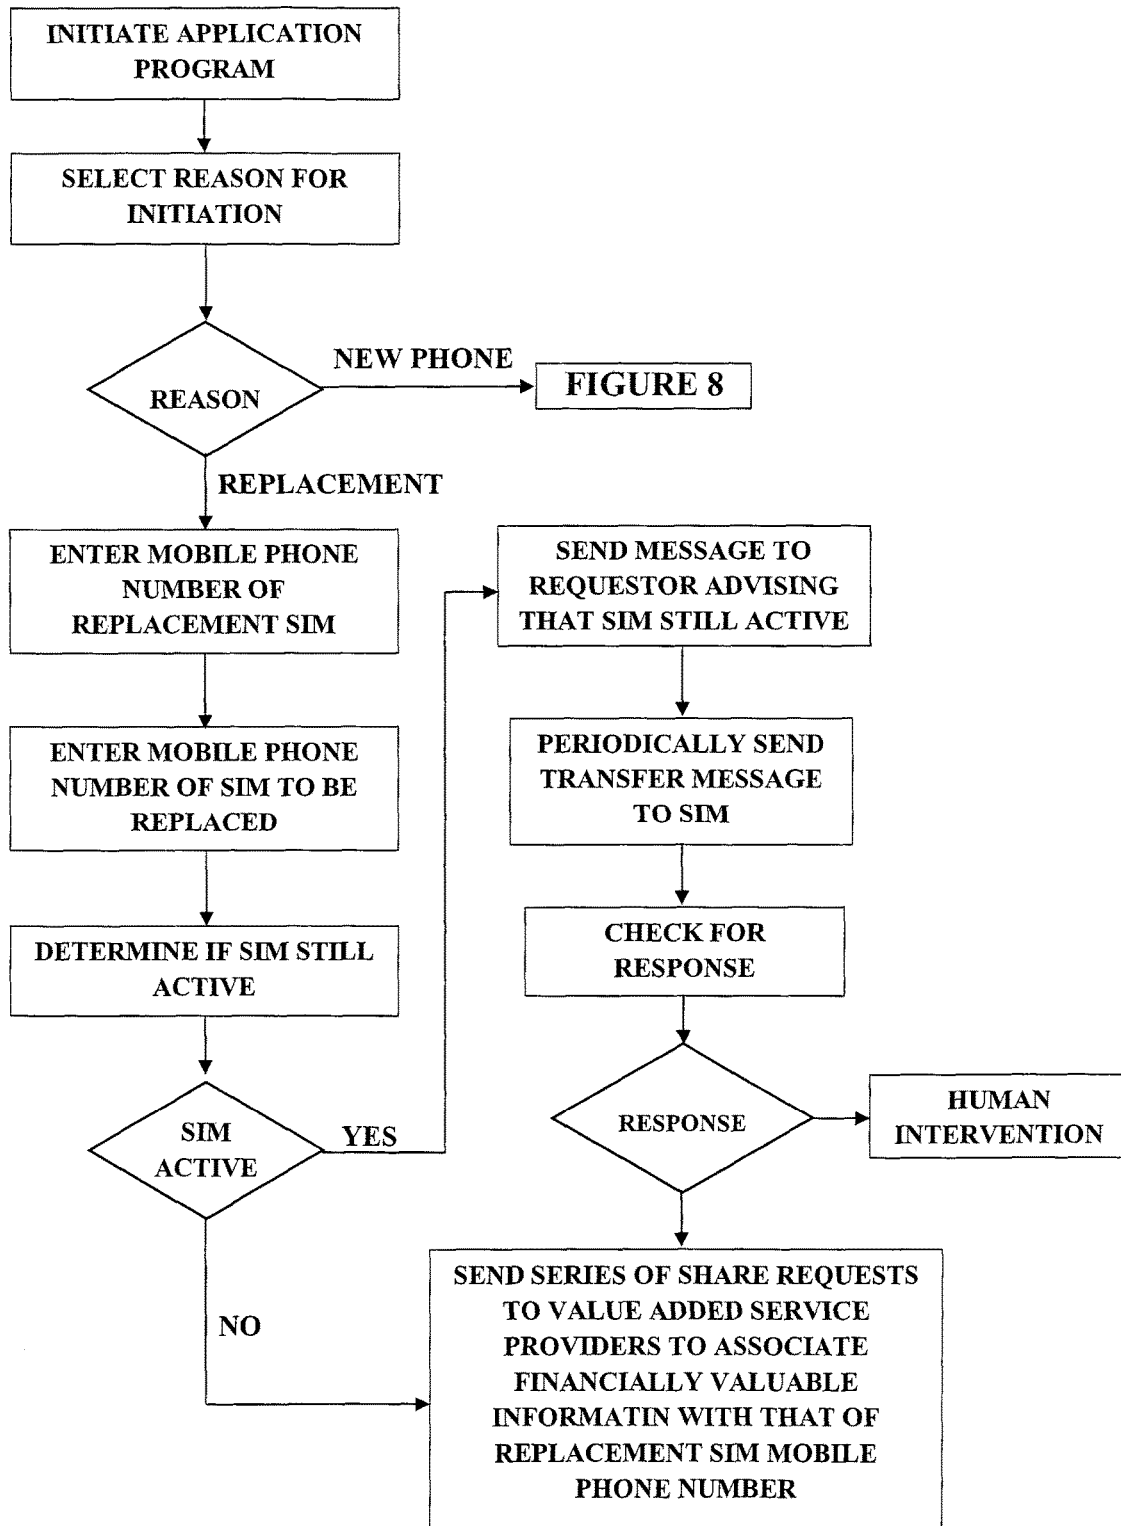 INITIATE APPLICATION
PROGRAM
SELECT REASON FOR
INITIATION
REASON
NEW PHONE
FIGURE 8
REPLACEMENT
ENTER MOBILE PHONE
NUMBER OF
REPLACEMENT SIM
ENTER MOBILE PHONE
NUMBER OF SIM TO BE
REPLACED
DETERMINE IF SIM STILL
ACTIVE
SIM
ACTIVE
YES
NO
SEND MESSAGE TO
REQUESTOR ADVISING
THAT SIM STILL ACTIVE
PERIODICALLY SEND
TRANSFER MESSAGE
TO SIM
CHECK FOR
RESPONSE
RESPONSE
HUMAN
INTERVENTION
SEND SERIES OF SHARE REQUESTS
TO VALUE ADDED SERVICE
PROVIDERS TO ASSOCIATE
FINANCIALLY VALUABLE
INFORMATIN WITH THAT OF
REPLACEMENT SIM MOBILE
PHONE NUMBER